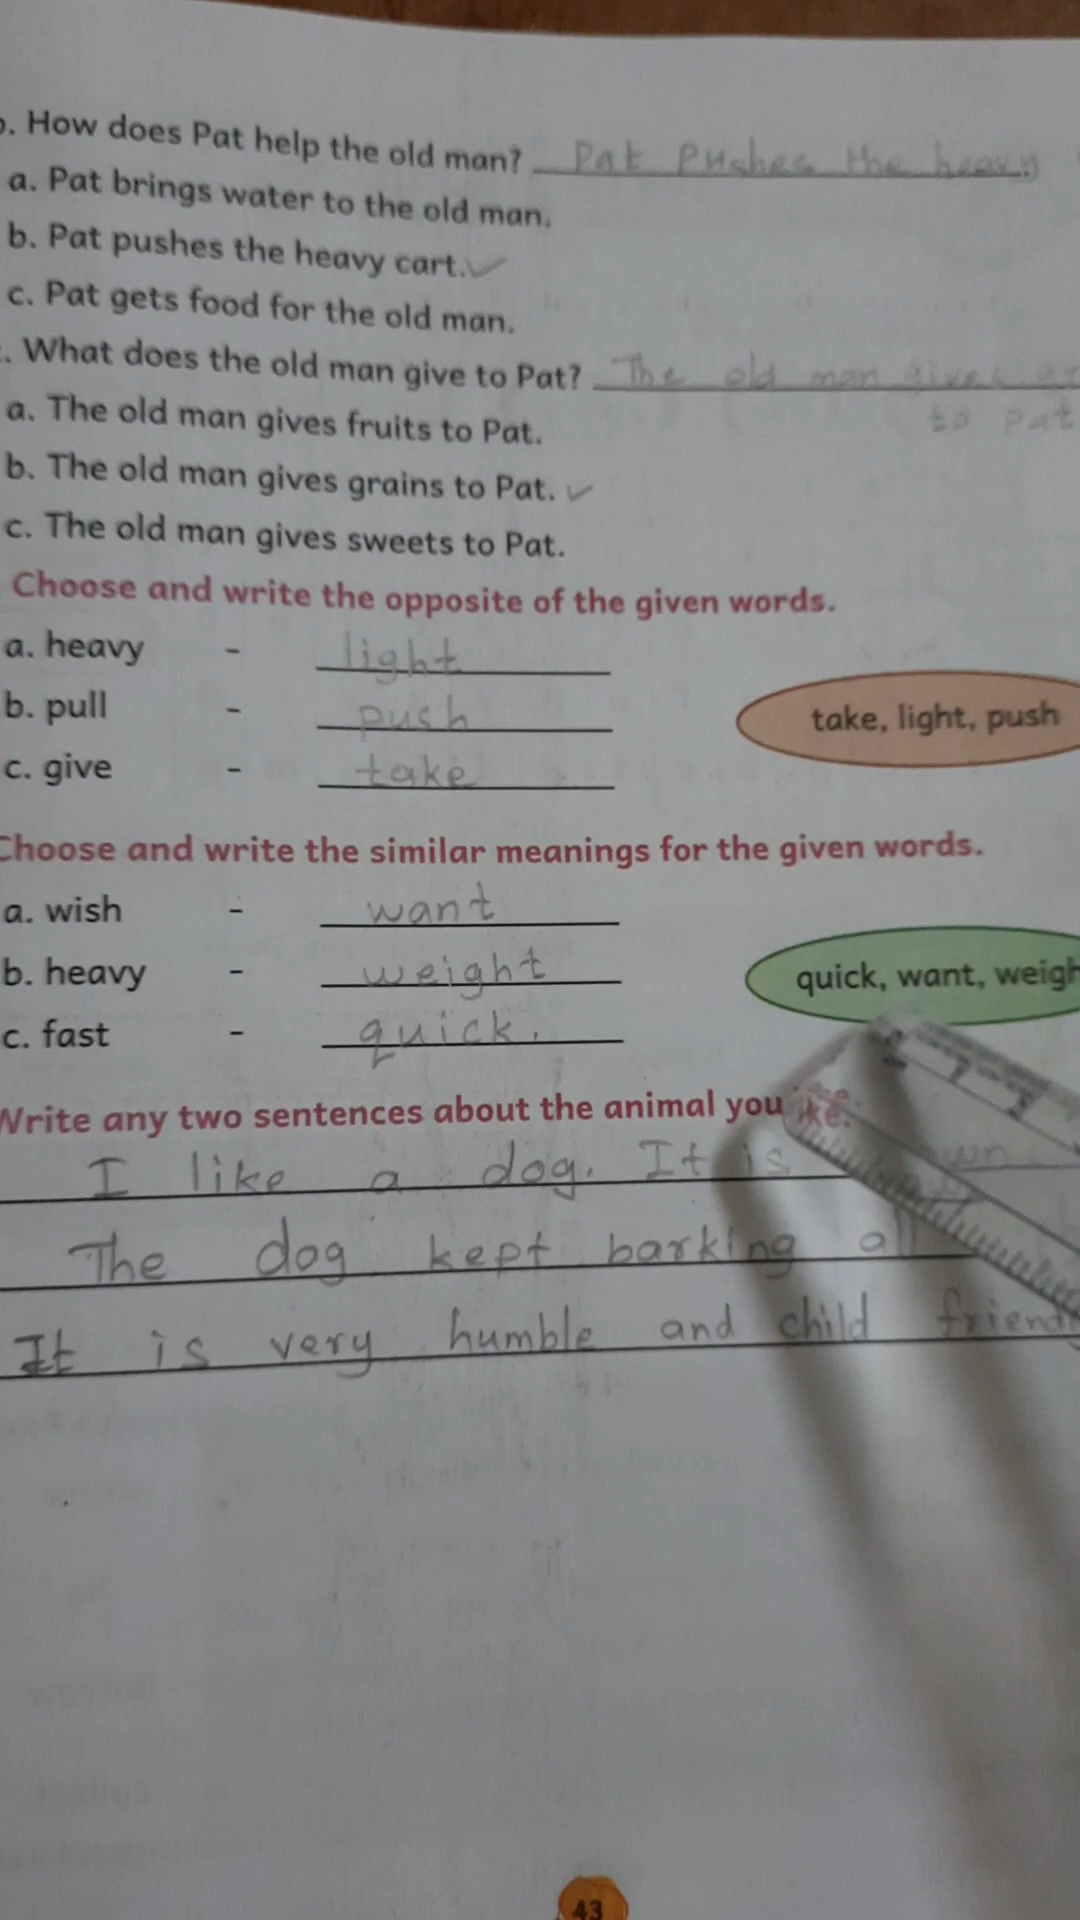 . How does Pat help the old man? Pat Pushes the heavy
a. Pat brings water to the old man.
b. Pat pushes the heavy cart.
c. Pat gets food for the old man.
. What does the old man give to Pat? The old man gives
to Pat
a. The old man gives fruits to Pat.
b. The old man gives grains to Pat.
c. The old man gives sweets to Pat.
Choose and write the opposite of the given words.
a. heavy - light
b. pull - push
take, light, push
c. give - take
Choose and write the similar meanings for the given words.
a. wish - want
b. heavy - weight
quick, want, weigh
c. fast - quick.
Write any two sentences about the animal you like.
I like a dog. It is
The dog kept barking all
It is very humble and child friend
43